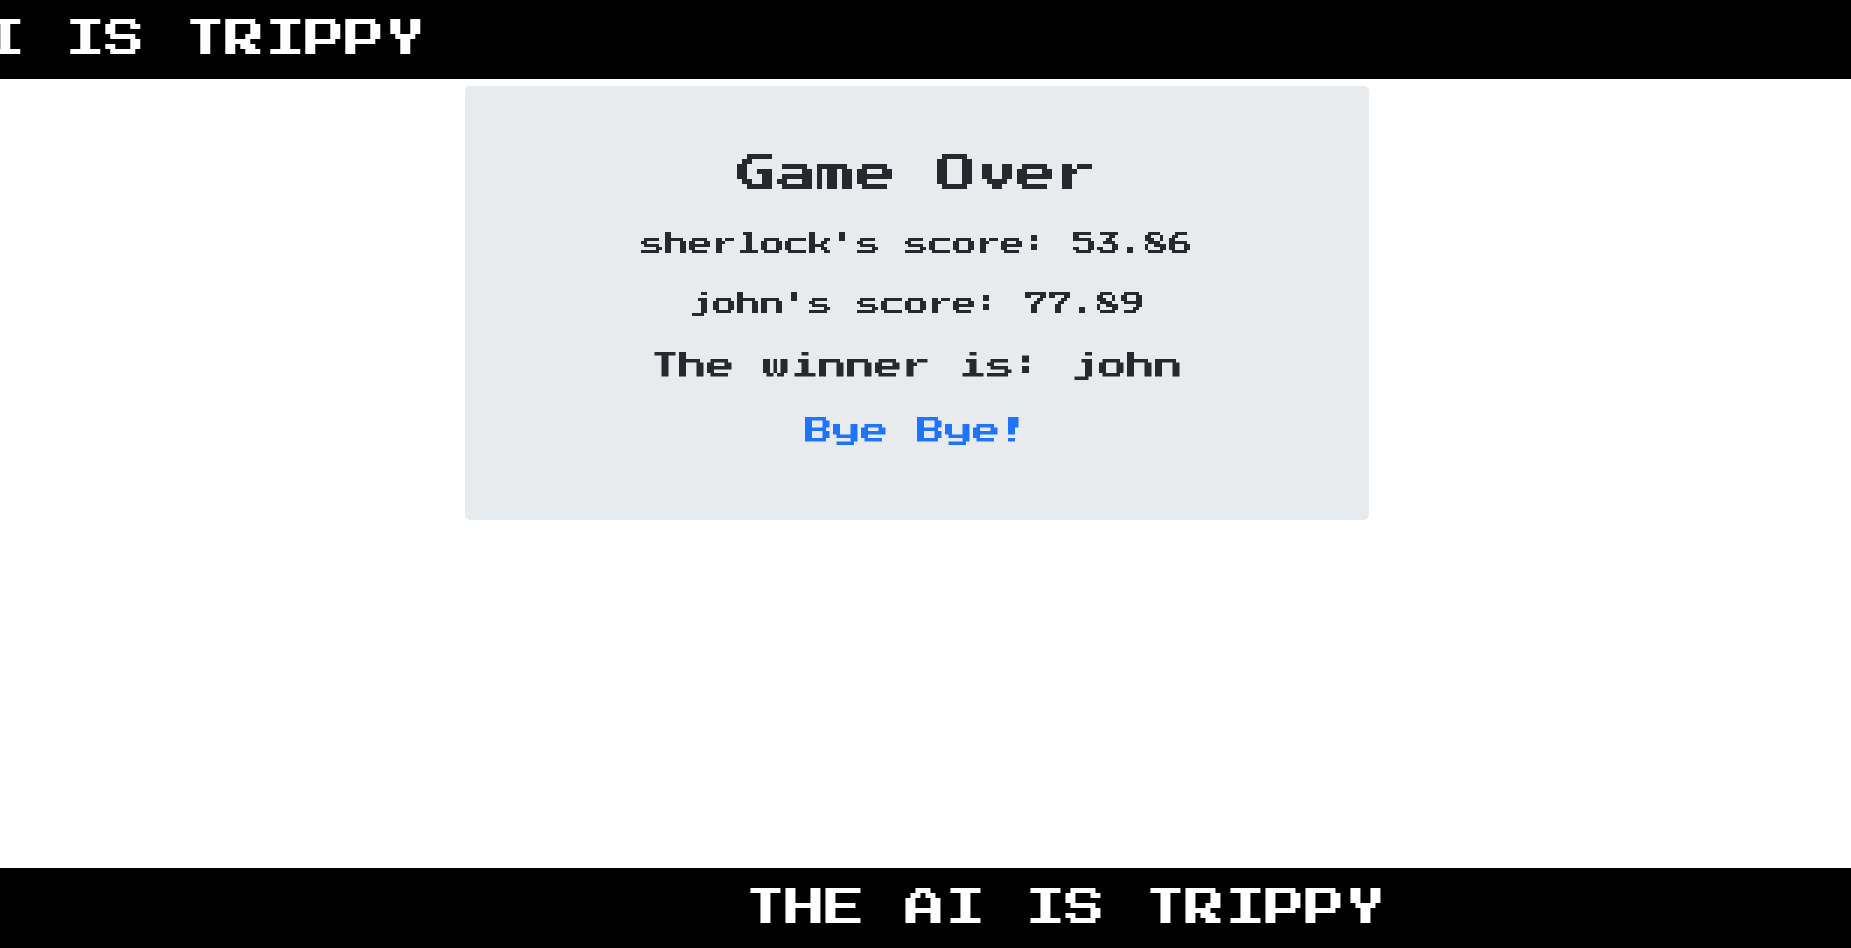 I IS TRIPPY
Game Over
sherlock's score: 53.86
john's score: 77.89
The winner is: john
Bye Bye!
THE AI IS TRIPPY